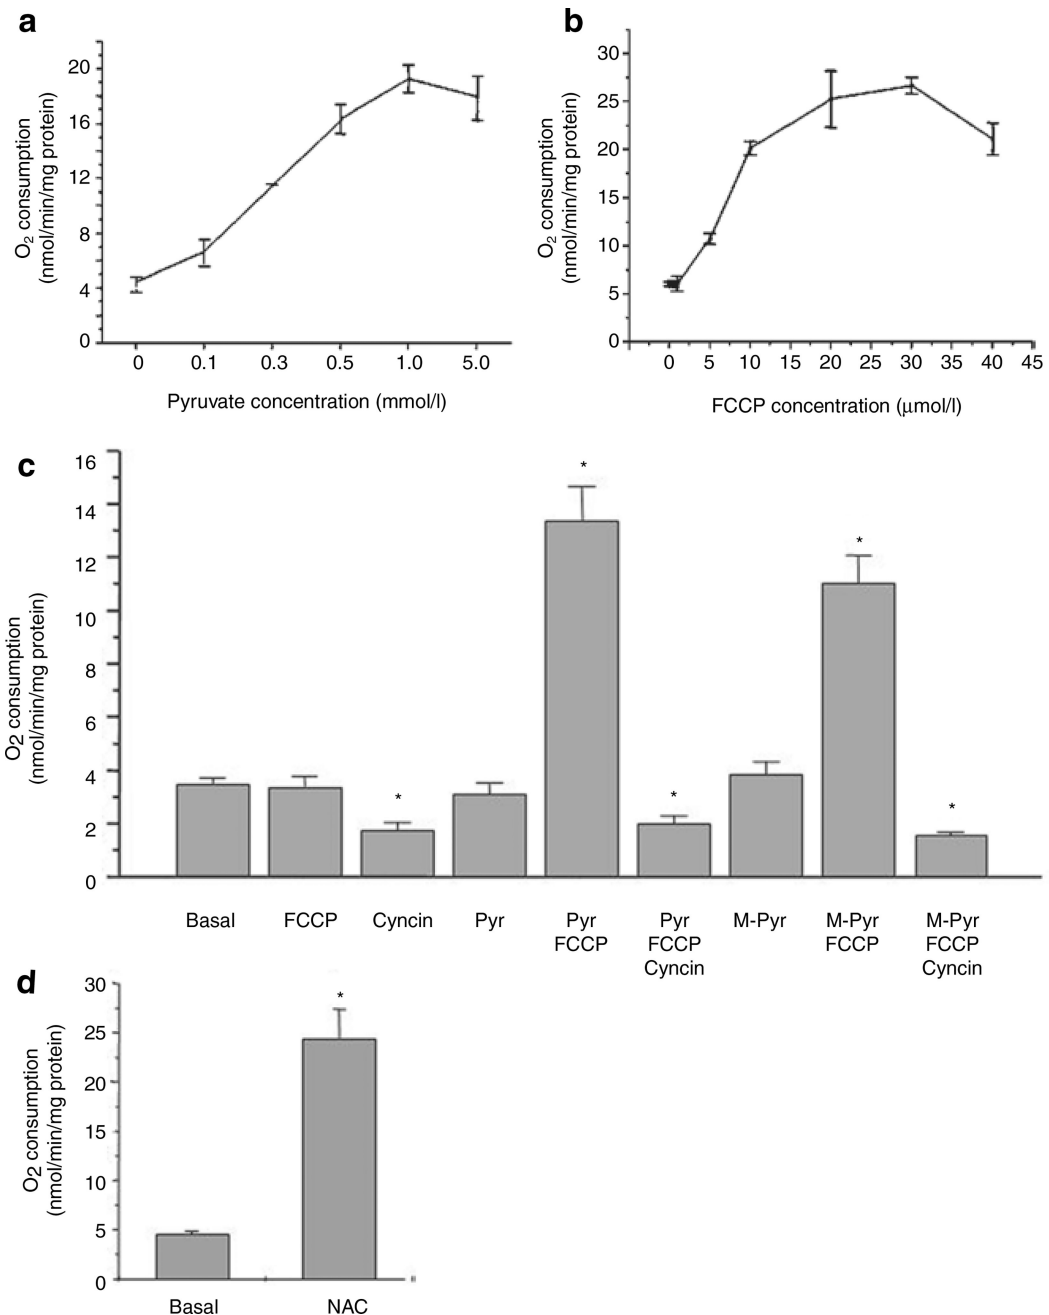 a
O2 consumption
(nmol/min/mg protein)
20
16
12
8
4
0
0 0.1 0.3 0.5 1.0 5.0
Pyruvate concentration (mmol/l)
b
O2 consumption
(nmol/min/mg protein)
30
25
20
15
10
5
0
0 5 10 15 20 25 30 35 40 45
FCCP concentration (μmol/l)
c
O2 consumption
(nmol/min/mg protein)
16
14
12
10
8
6
4
2
0
* * * * *
Basal FCCP Cyncin Pyr Pyr Pyr M-Pyr M-Pyr M-Pyr
FCCP FCCP FCCP FCCP
Cyncin Cyncin
d
O2 consumption
(nmol/min/mg protein)
30
25
20
15
10
5
0
*
Basal NAC